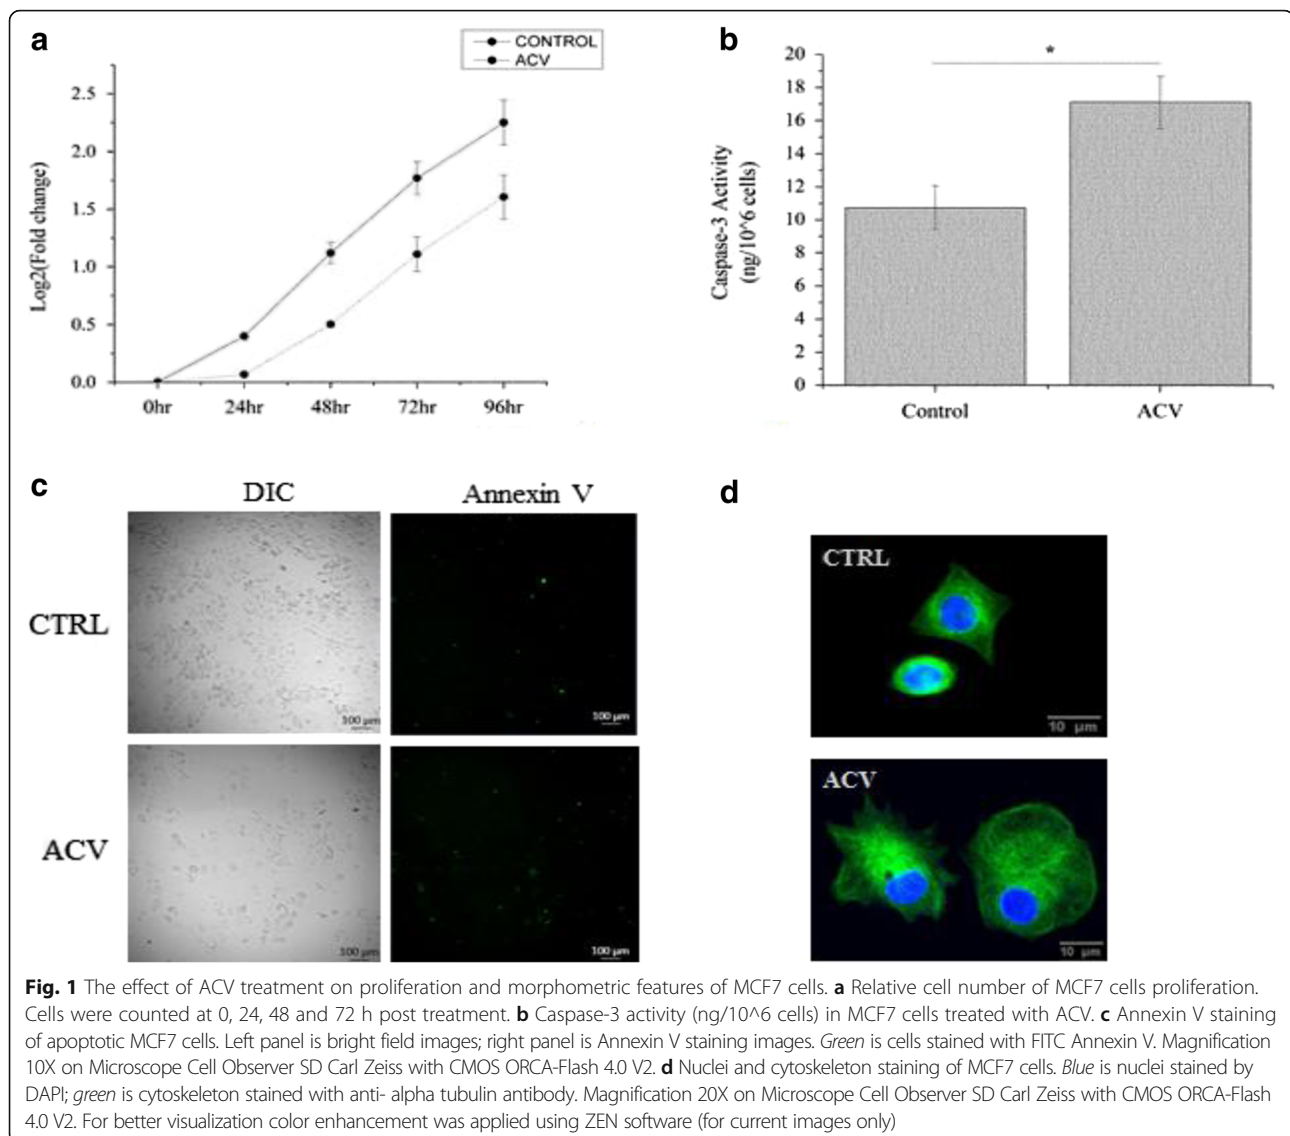 a
CONTROL
ACV
Log2(Fold change)
2.5
2.0
1.5
1.0
0.5
0.0
0hr 24hr 48hr 72hr 96hr
b
*
Caspase-3 Activity
(ng/10^6 cells)
20
18
16
14
12
10
8
6
4
2
0
Control ACV
c
DIC Annexin V
CTRL
100 µm
100 µm
ACV
100 µm
100 µm
d
CTRL
10 µm
ACV
10 µm
Fig. 1 The effect of ACV treatment on proliferation and morphometric features of MCF7 cells. a Relative cell number of MCF7 cells proliferation.
Cells were counted at 0, 24, 48 and 72 h post treatment. b Caspase-3 activity (ng/10^6 cells) in MCF7 cells treated with ACV. c Annexin V staining
of apoptotic MCF7 cells. Left panel is bright field images; right panel is Annexin V staining images. Green is cells stained with FITC Annexin V. Magnification
10X on Microscope Cell Observer SD Carl Zeiss with CMOS ORCA-Flash 4.0 V2. d Nuclei and cytoskeleton staining of MCF7 cells. Blue is nuclei stained by
DAPI; green is cytoskeleton stained with anti- alpha tubulin antibody. Magnification 20X on Microscope Cell Observer SD Carl Zeiss with CMOS ORCA-Flash
4.0 V2. For better visualization color enhancement was applied using ZEN software (for current images only)